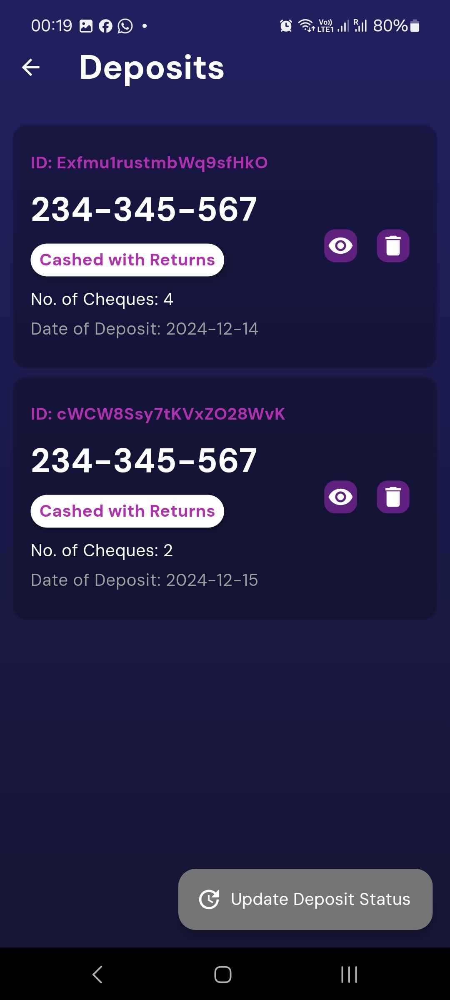 00:19
Vo)) LTE1 R 80%
Deposits
ID: Exfmu1rustmbWq9sfHkO
234-345-567
Cashed with Returns
No. of Cheques: 4
Date of Deposit: 2024-12-14
ID: cWCW8Ssy7tKVxZO28WvK
234-345-567
Cashed with Returns
No. of Cheques: 2
Date of Deposit: 2024-12-15
Update Deposit Status